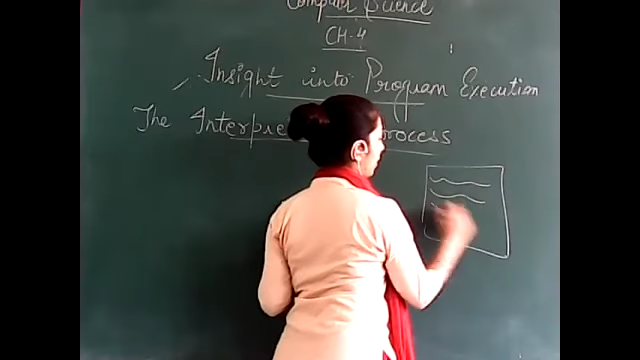 Computer Science
CH-4
Insight into Program Execution
The Interpre rocess